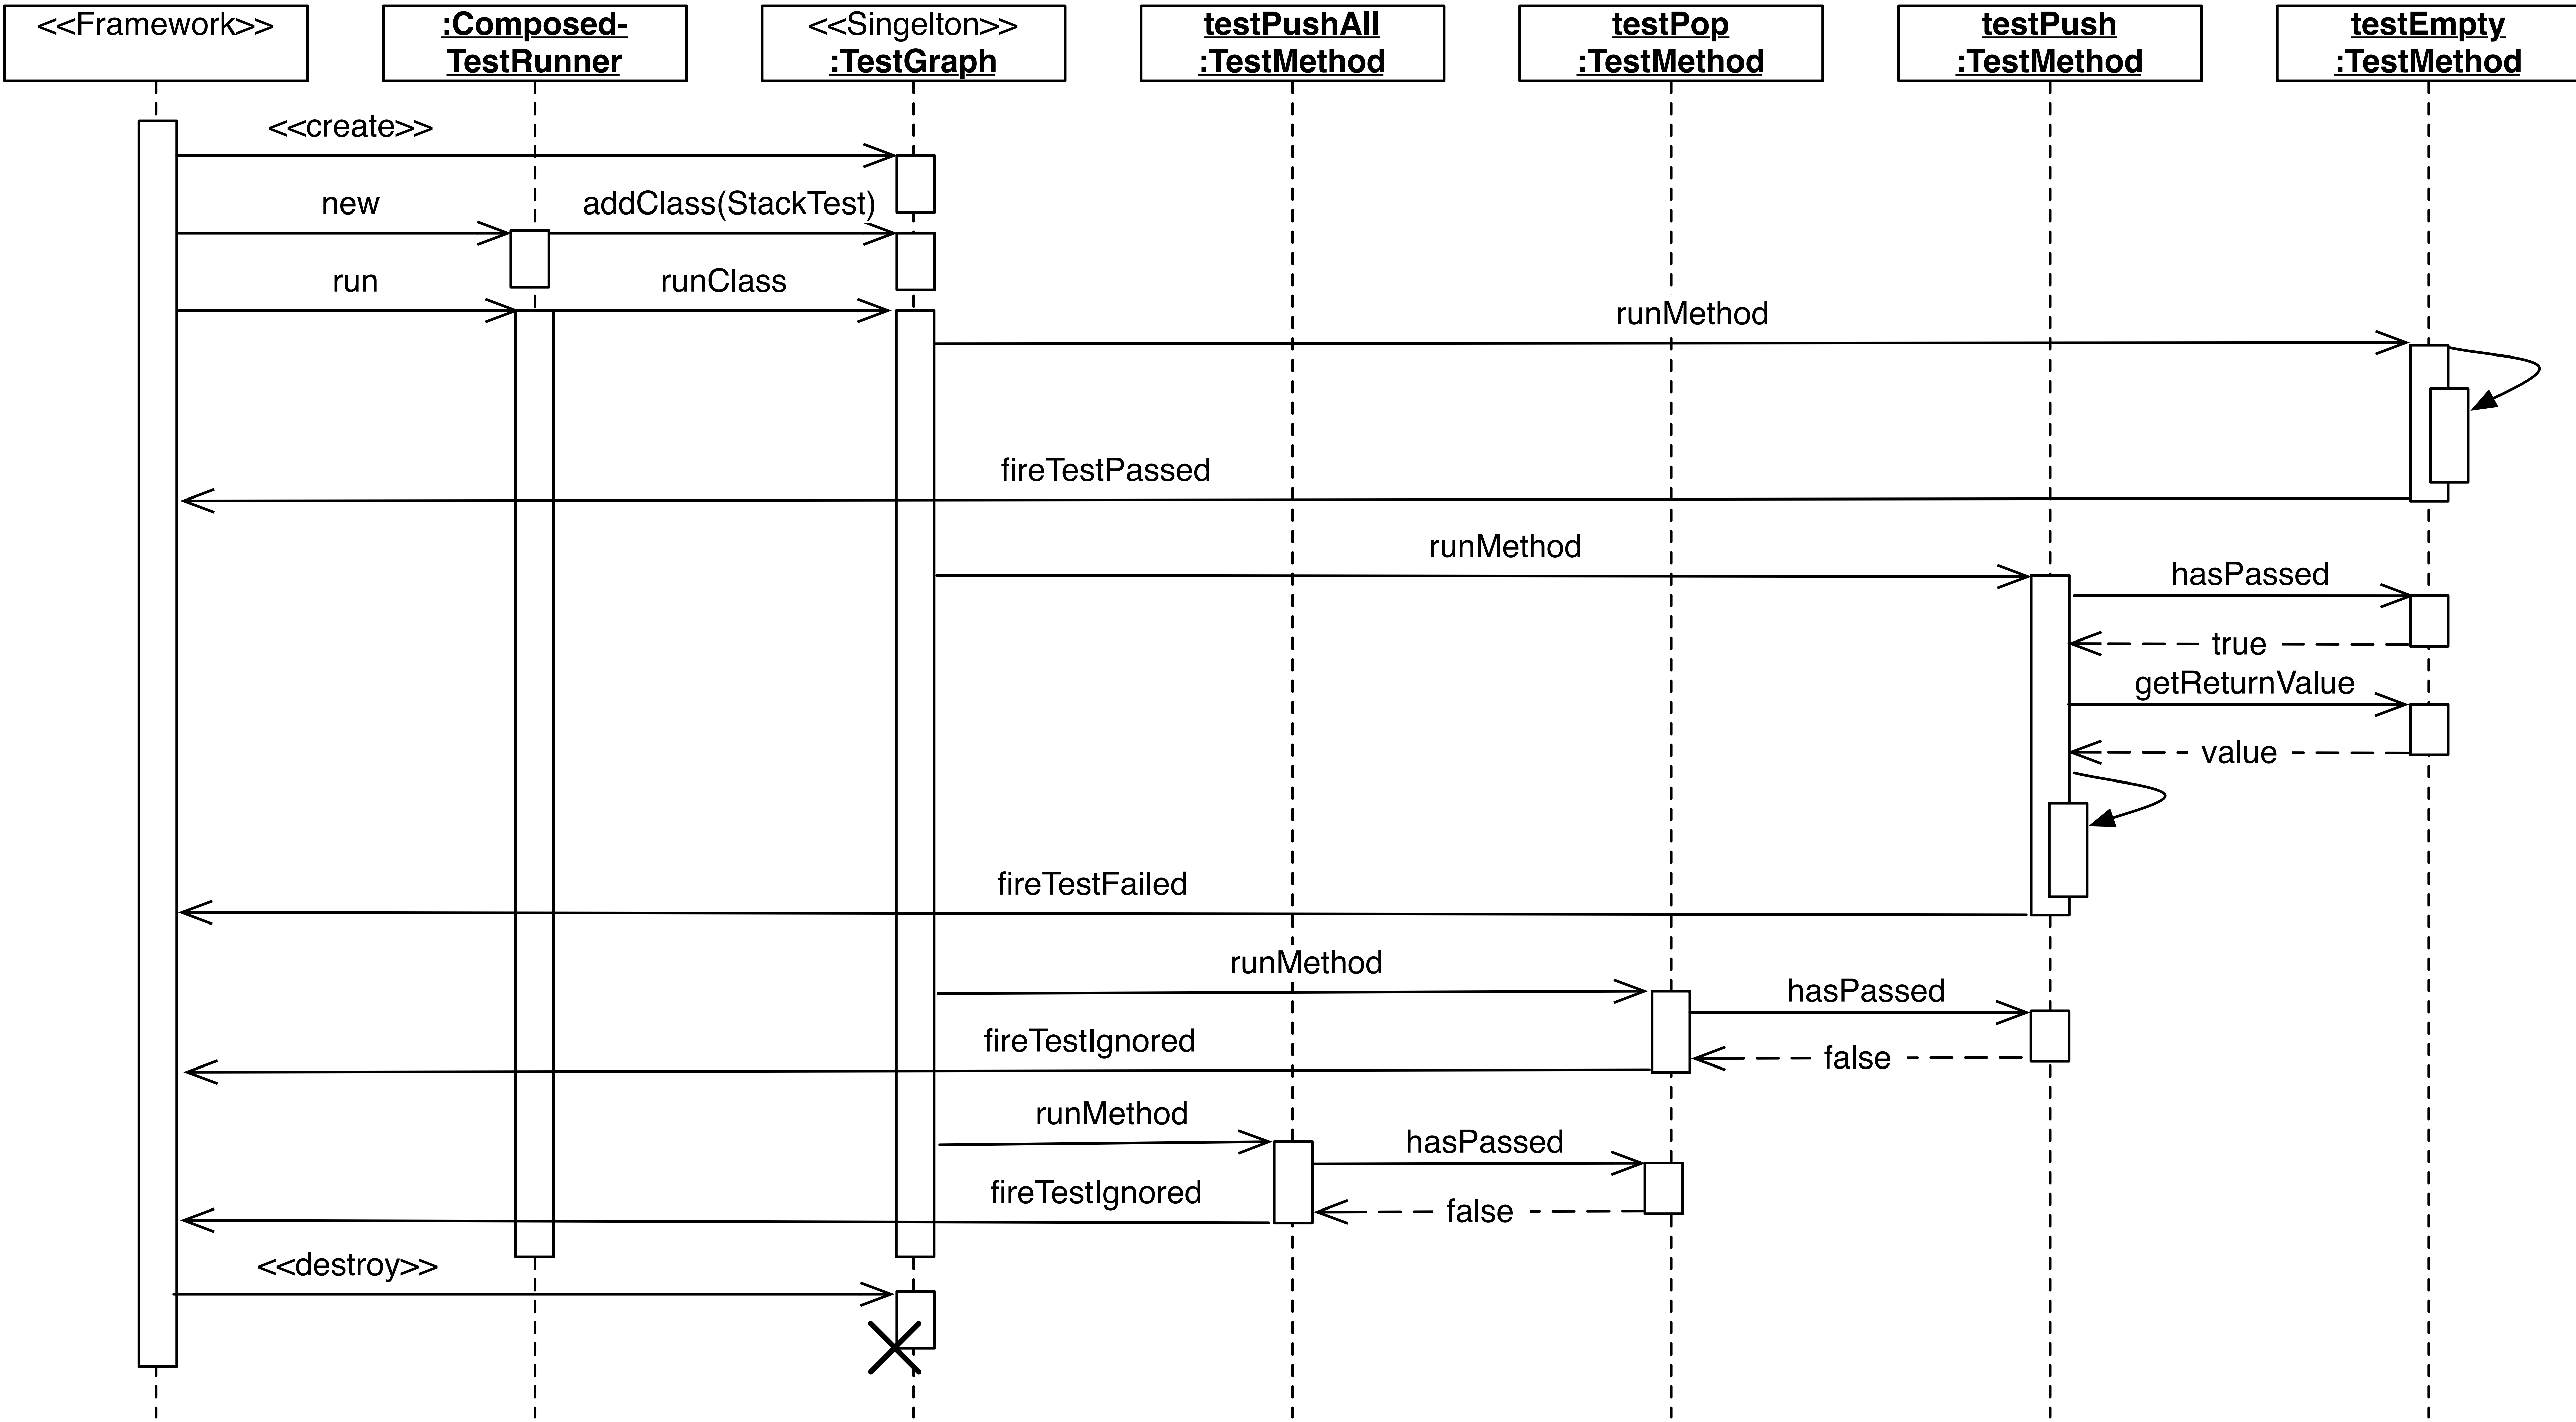 <<Framework>>
:Composed-
TestRunner
<<Singelton>>
:TestGraph
testPushAll
:TestMethod
testPop
:TestMethod
testPush
:TestMethod
testEmpty
:TestMethod
<<create>>
new
addClass(StackTest)
run
runClass
runMethod
fireTestPassed
runMethod
hasPassed
true
getReturnValue
value
fireTestFailed
runMethod
hasPassed
fireTestIgnored
false
runMethod
hasPassed
fireTestIgnored
false
<<destroy>>